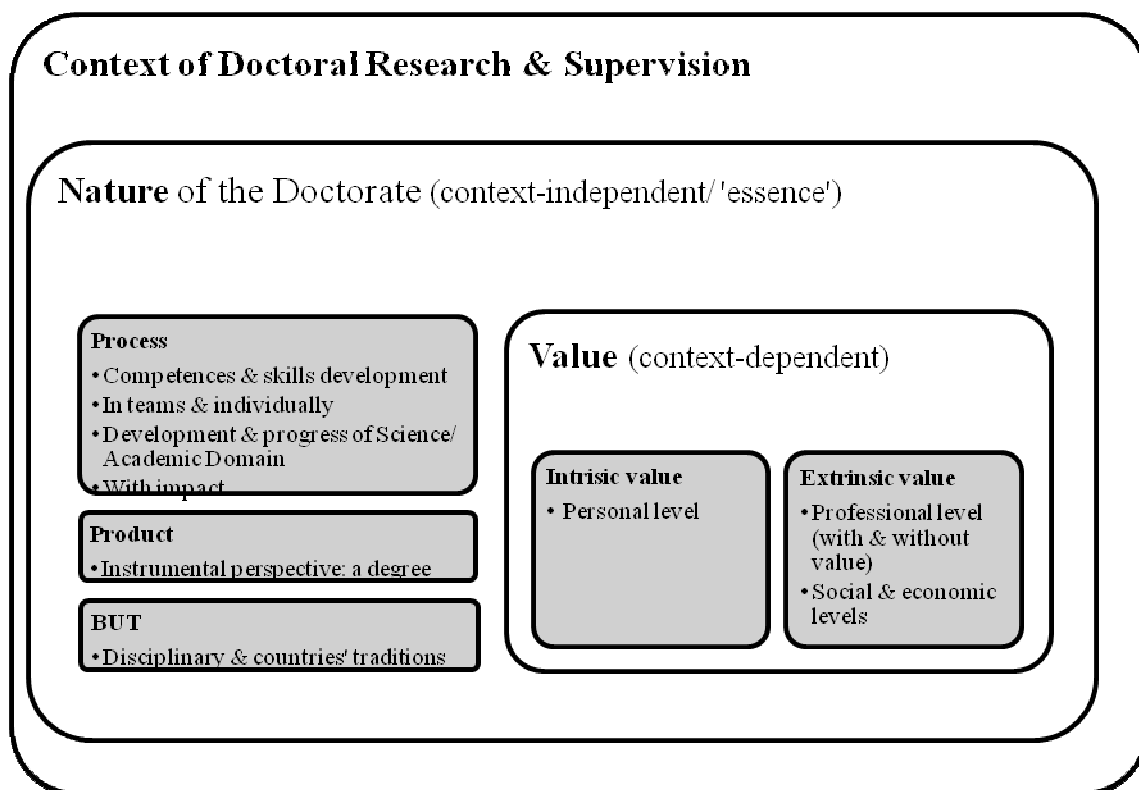 Context of Doctoral Research & Supervision
Nature of the Doctorate (context-independent/ 'essence')
Process
•Competences & skills development
•In teams & individually
•Development & progress of Science/
Academic Domain
•With impact
Product
•Instrumental perspective: a degree
BUT
•Disciplinary & countries' traditions
Value (context-dependent)
Intrisic value
• Personal level
Extrinsic value
•Professional level
(with & without
value)
•Social & economic
levels